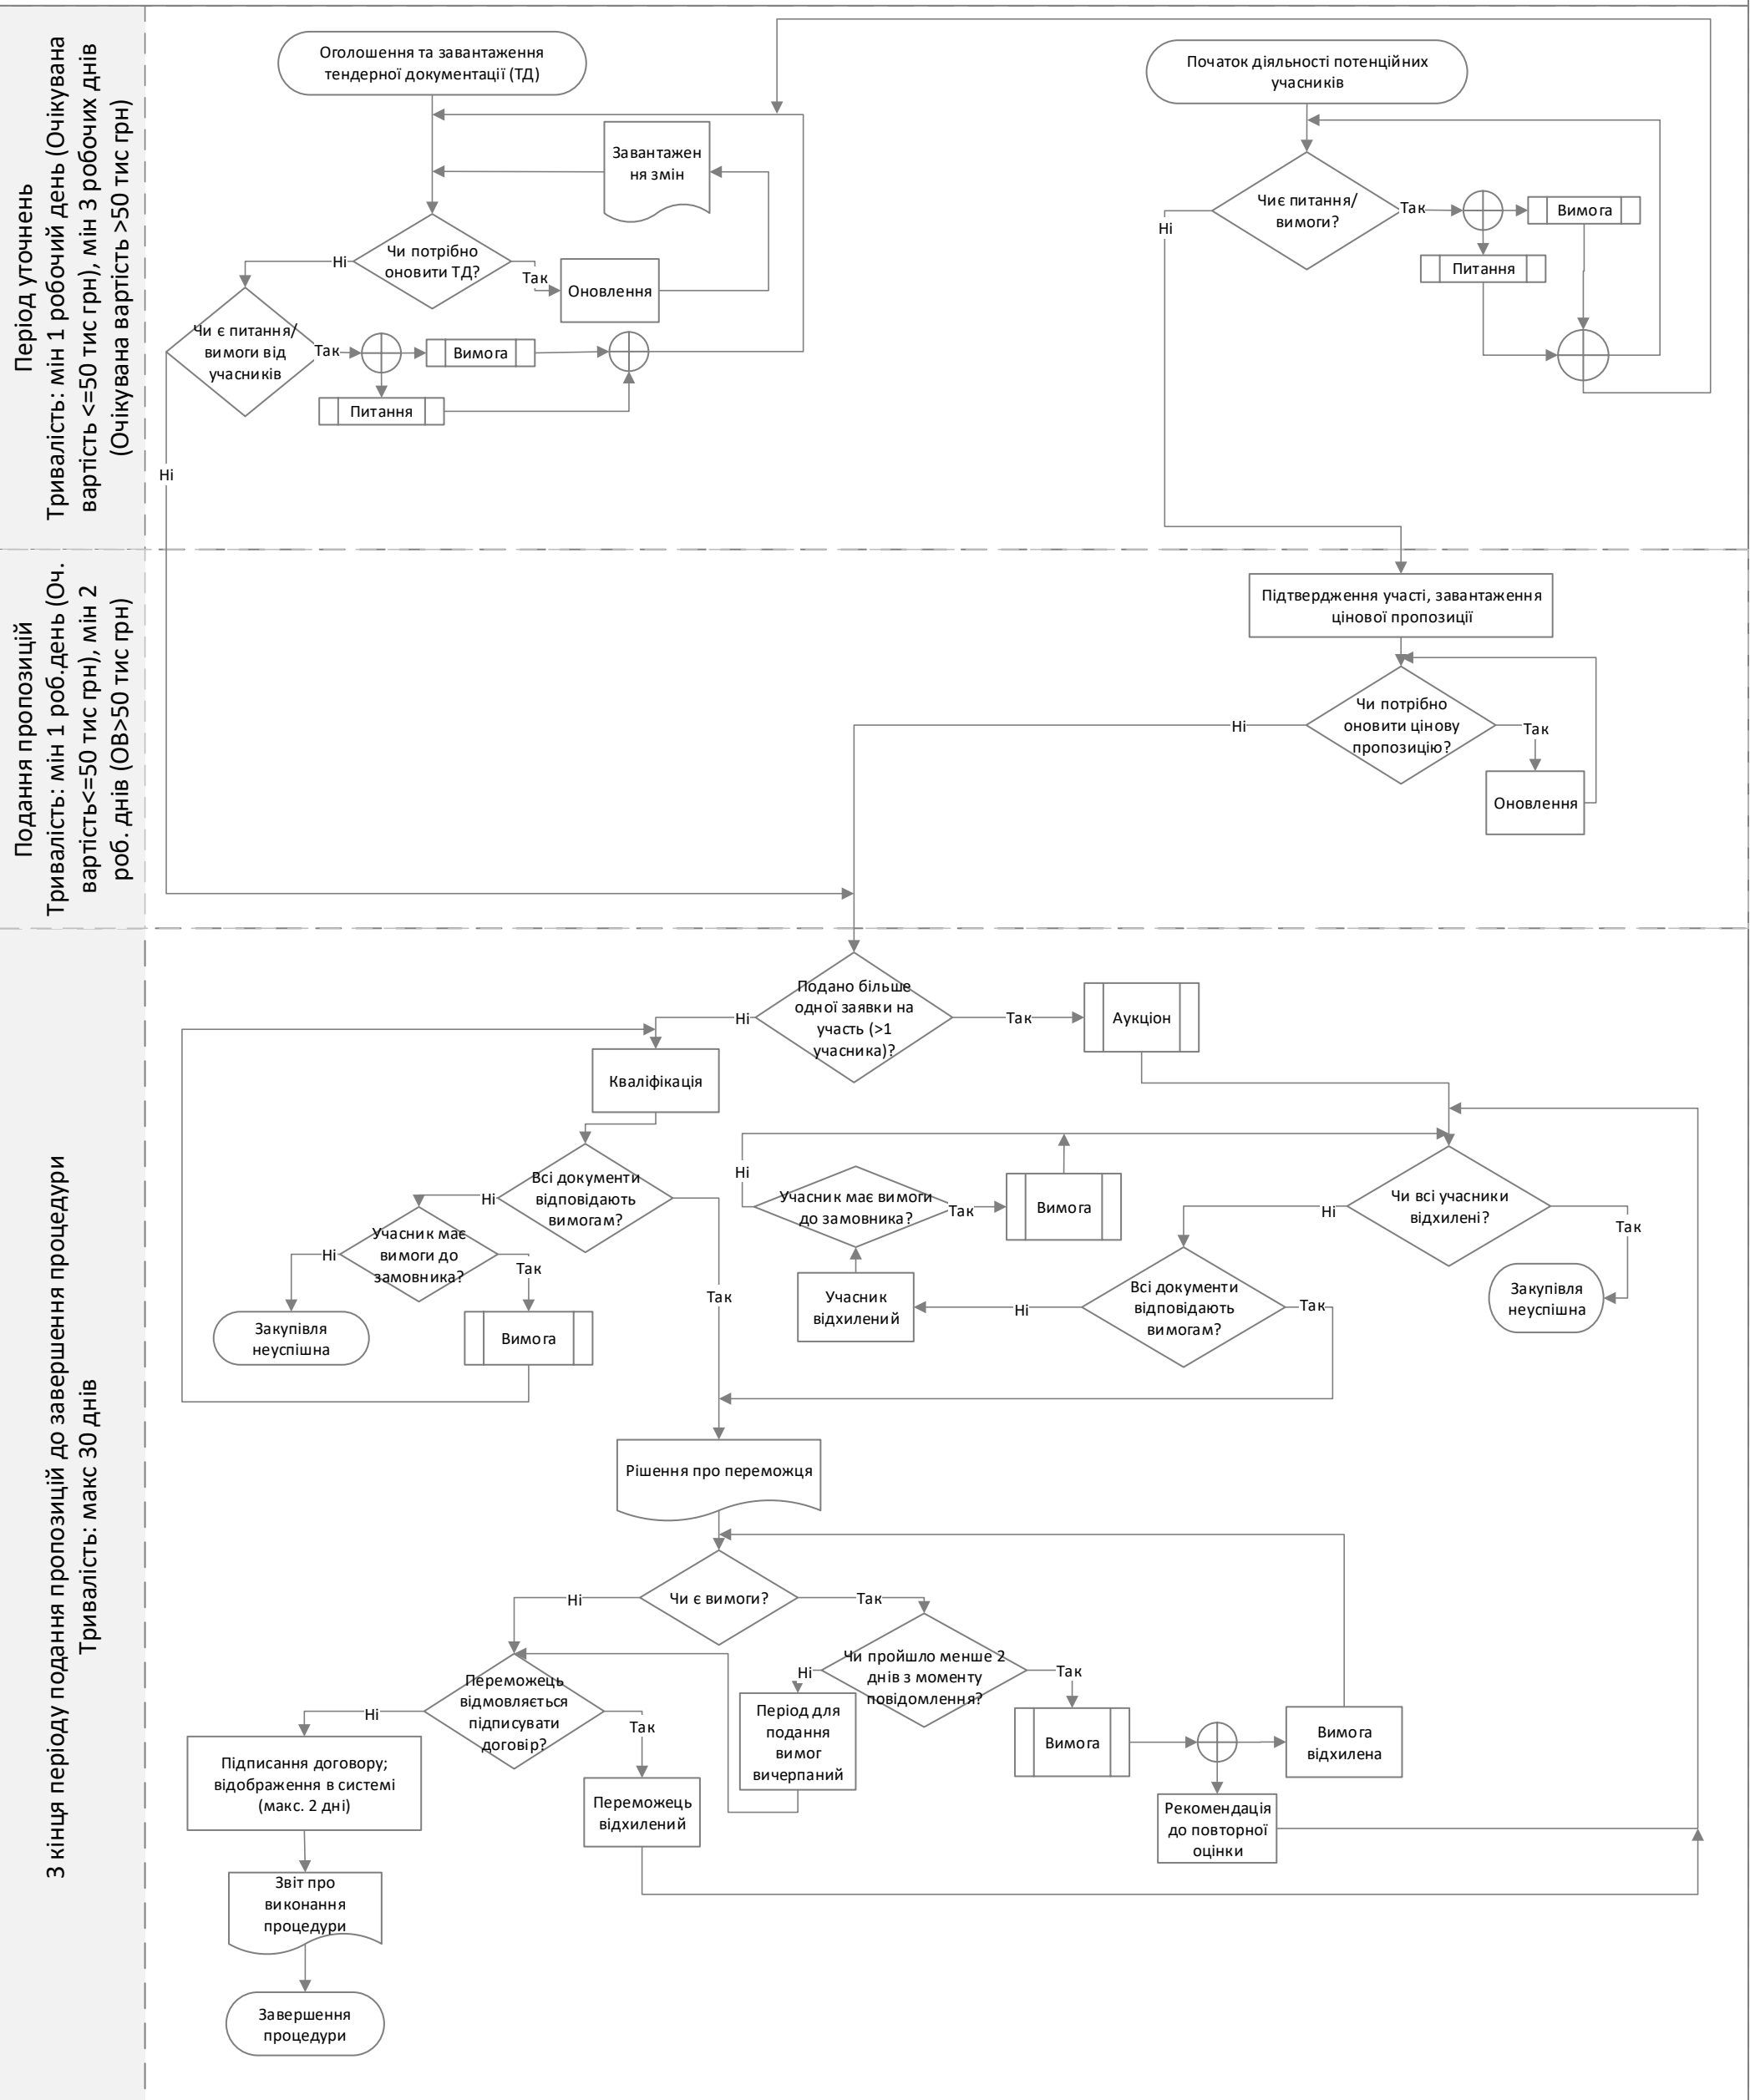 Період уточнень
Тривалість: мін 1 робочий день (Очікувана
вартість <=50 тис грн), мін 3 робочих днів
(Очікувана вартість >50 тис грн)
Оголошення та завантаження
тендерної документації (ТД)
Початок діяльності потенційних
учасників
Завантажен
ня змін
Чи потрібно
оновити ТД?
Ні
Так
Оновлення
Чи є питання/
вимоги від
учасників
Так
Вимога
Питання
Ні
Чиє питання/
вимоги?
Так
Вимога
Питання
Ні
Подання пропозицій
Тривалість: мін 1 роб.день (Оч.
вартість<=50 тис грн), мін 2
роб. днів (ОВ>50 тис грн)
Підтвердження участі, завантаження
цінової пропозиції
Чи потрібно
оновити цінову
пропозицію?
Ні
Так
Оновлення
З кінця періоду подання пропозицій до завершення процедури
Тривалість: макс 30 днів
Подано більше
одної заявки на
участь (>1
учасника)?
Ні
Так
Аукціон
Кваліфікація
Всі документи
відповідають
вимогам?
Ні
Так
Учасник має
вимоги до
замовника?
Ні
Так
Закупівля
неуспішна
Вимога
Учасник має вимоги
до замовника?
Ні
Так
Вимога
Чи всі учасники
відхилені?
Ні
Так
Закупівля
неуспішна
Всі документи
відповідають
вимогам?
Ні
Так
Учасник
відхилений
Рішення про переможця
Чи є вимоги?
Ні
Так
Чи пройшло менше 2
днів з моменту
повідомлення?
Ні
Так
Переможець
відмовляється
підписувати
договір?
Ні
Так
Період для
подання
вимог
вичерпаний
Вимога
Вимога
відхилена
Рекомендація
до повторної
оцінки
Підписання договору;
відображення в системі
(макс. 2 дні)
Переможець
відхилений
Звіт про
виконання
процедури
Завершення
процедури